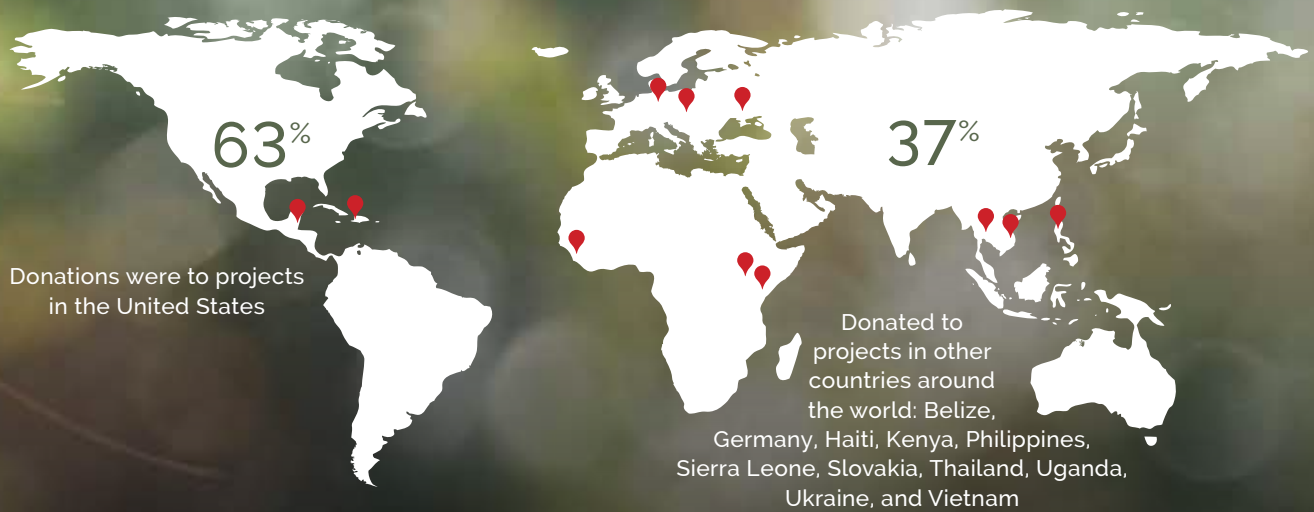 63%
37%
Donations were to projects
in the United States
Donated to
projects in other
countries around
the world: Belize,
Germany, Haiti, Kenya, Philippines,
Sierra Leone, Slovakia, Thailand, Uganda,
Ukraine, and Vietnam